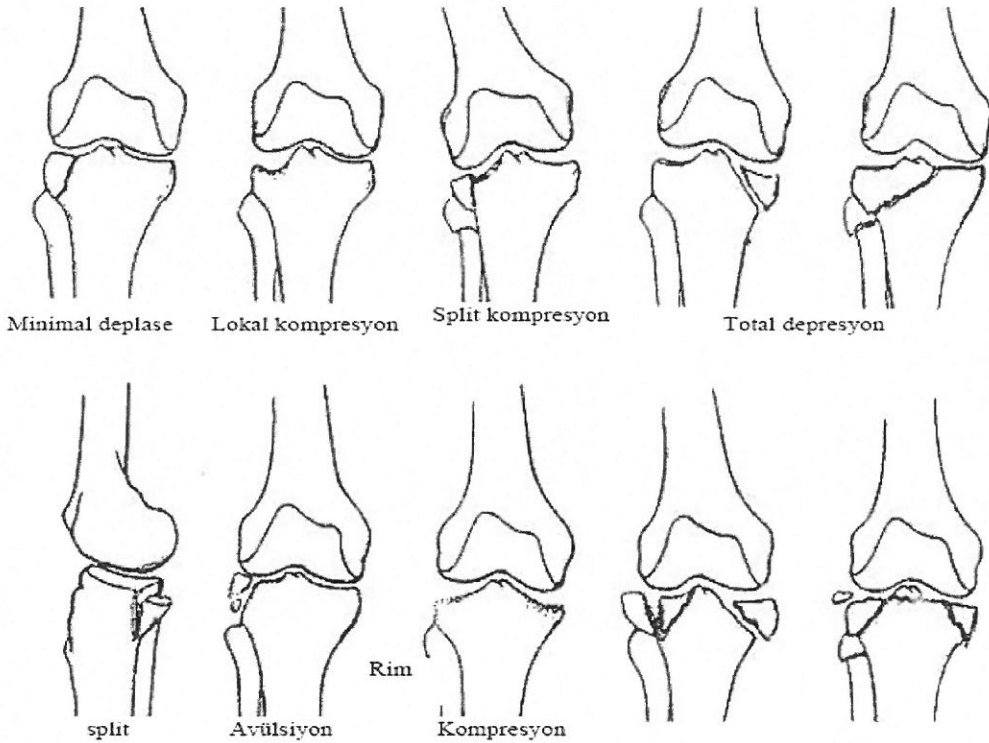 Minimal deplase
Lokal kompresyon
Split kompresyon
Total depresyon
split
Avülsiyon
Rim
Kompresyon